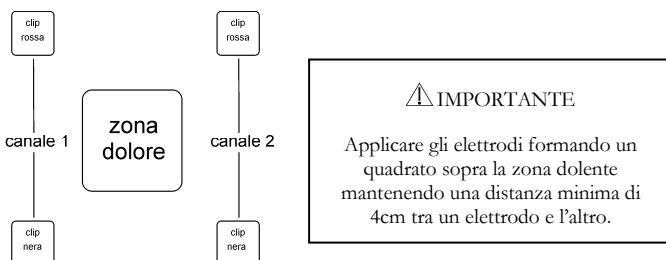 clip
rossa
clip
rossa
canale 1
zona
dolore
canale 2
clip
nera
clip
nera
⚠ IMPORTANTE
Applicare gli elettrodi formando un
quadrato sopra la zona dolente
mantenendo una distanza minima di
4cm tra un elettrodo e l'altro.